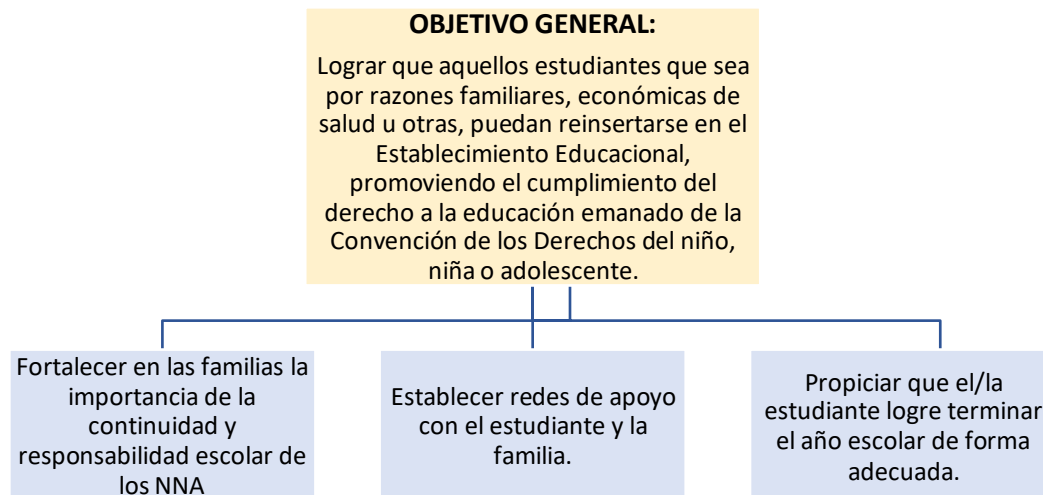 OBJETIVO GENERAL:
Lograr que aquellos estudiantes que sea
por razones familiares, económicas de
salud u otras, puedan reinsertarse en el
Establecimiento Educacional,
promoviendo el cumplimiento del
derecho a la educación emanado de la
Convención de los Derechos del niño,
niña o adolescente.
Fortalecer en las familias la
importancia de la
continuidad y
responsabilidad escolar de
los NNA
Establecer redes de apoyo
con el estudiante y la
familia.
Propiciar que el/la
estudiante logre terminar
el año escolar de forma
adecuada.